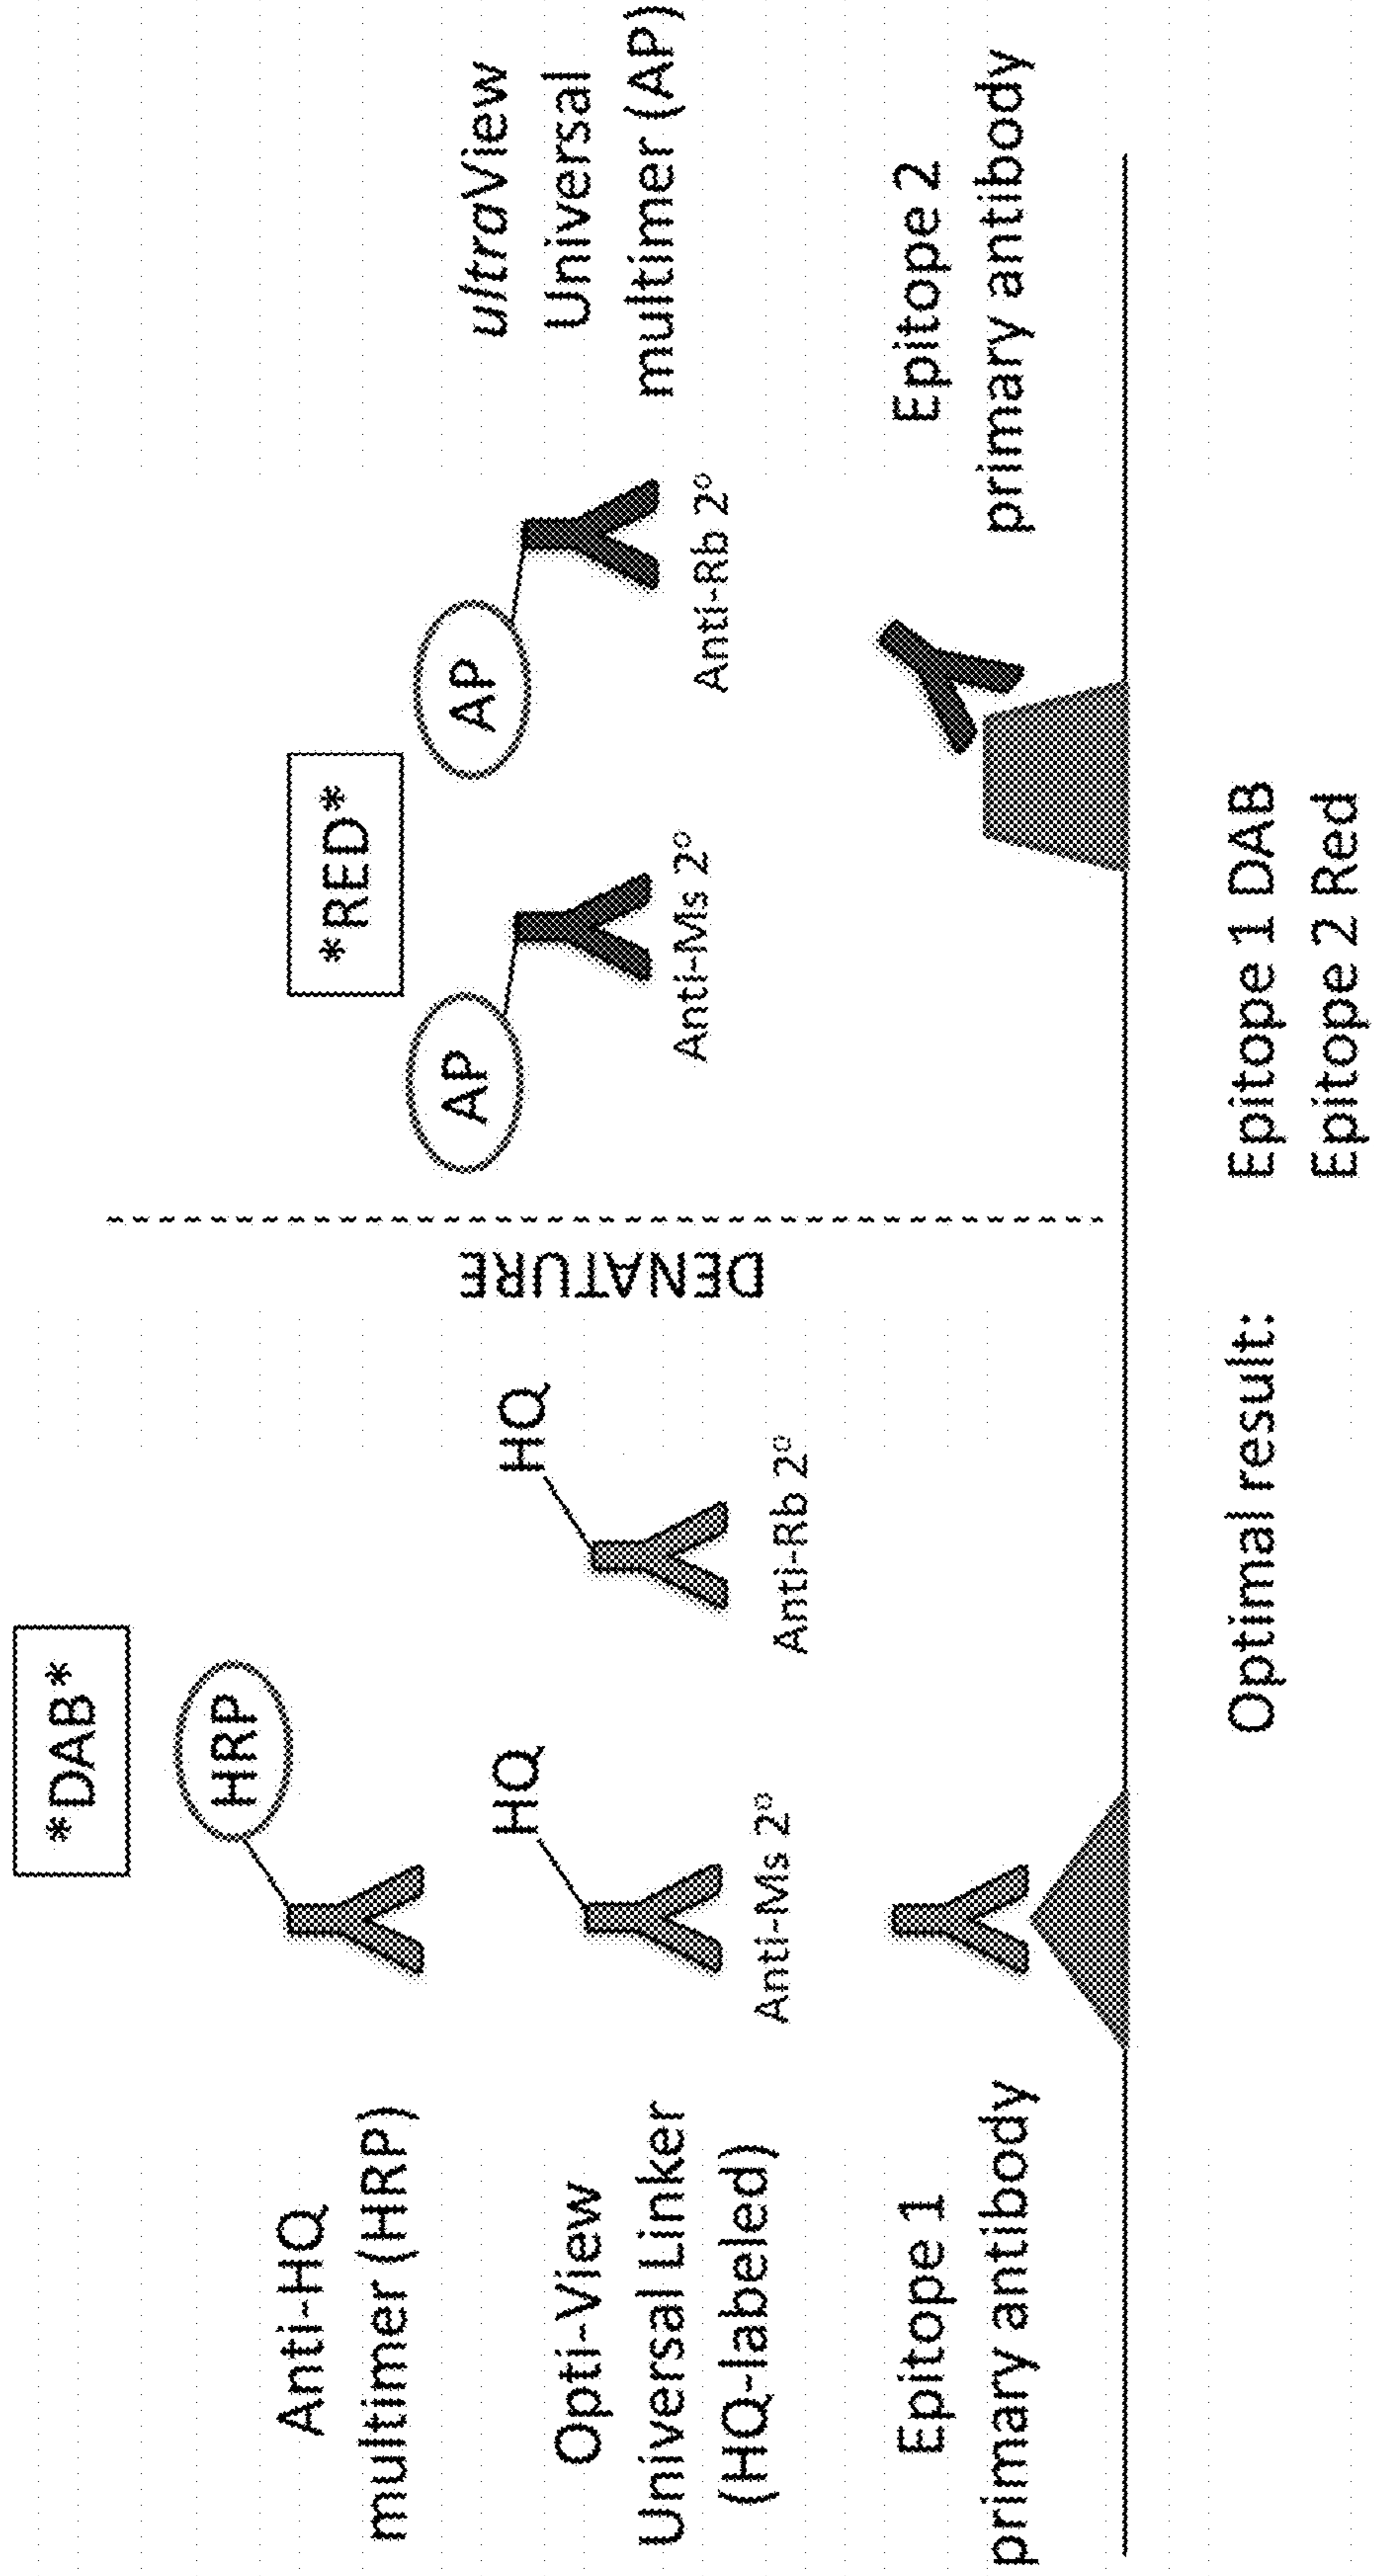 *DAB*
HRP
Anti-HQ
multimer (HRP)
HQ
HQ
Opti-View
Universal Linker
(HQ-labeled)
Anti-Ms 2°
Anti-Rb 2°
Epitope 1
primary antibody
DENATURE
*RED*
AP
AP
ultraView
Universal
multimer (AP)
Anti-Ms 2°
Anti-Rb 2°
Epitope 2
primary antibody
Optimal result:
Epitope 1 DAB
Epitope 2 Red